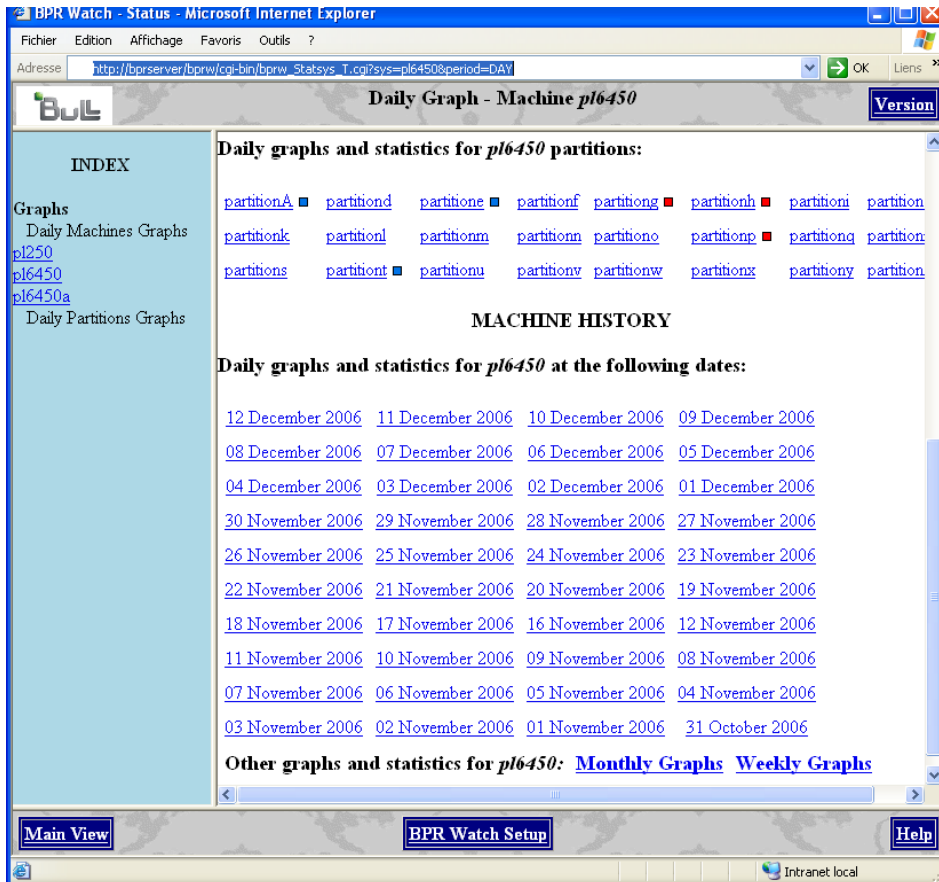 BPR Watch - Status - Microsoft Internet Explorer
Fichier Edition Affichage Favoris Outils ?
Adresse http://bprserver/bprw/cgi-bin/bprw_Statsys_T.cgi?sys=pl6450&period=DAY OK Liens »
Bull Daily Graph - Machine pl6450 Version
INDEX
Graphs
Daily Machines Graphs
pl250
pl6450
pl6450a
Daily Partitions Graphs
Daily graphs and statistics for pl6450 partitions:
partitionA partitiond partitione partitionf partitiong partitionh partitioni partition
partitionk partitionl partitionm partitionn partitiono partitionp partitionq partition
partitions partitiont partitionu partitionv partitionw partitionx partitiony partition
MACHINE HISTORY
Daily graphs and statistics for pl6450 at the following dates:
12 December 2006 11 December 2006 10 December 2006 09 December 2006
08 December 2006 07 December 2006 06 December 2006 05 December 2006
04 December 2006 03 December 2006 02 December 2006 01 December 2006
30 November 2006 29 November 2006 28 November 2006 27 November 2006
26 November 2006 25 November 2006 24 November 2006 23 November 2006
22 November 2006 21 November 2006 20 November 2006 19 November 2006
18 November 2006 17 November 2006 16 November 2006 12 November 2006
11 November 2006 10 November 2006 09 November 2006 08 November 2006
07 November 2006 06 November 2006 05 November 2006 04 November 2006
03 November 2006 02 November 2006 01 November 2006 31 October 2006
Other graphs and statistics for pl6450: Monthly Graphs Weekly Graphs
Main View BPR Watch Setup Help
Intranet local